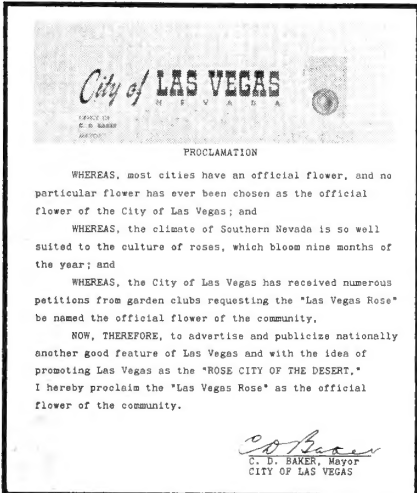 City of LAS VEGAS
NEVADA
OFFICE OF
C. D. BAKER
PROCLAMATION
WHEREAS, most cities have an official flower, and no
particular flower has ever been chosen as the official
flower of the City of Las Vegas; and
WHEREAS, the climate of Southern Nevada is so well
suited to the culture of roses, which bloom nine months of
the year; and
WHEREAS, the City of Las Vegas has received numerous
petitions from garden clubs requesting the "Las Vegas Rose"
be named the official flower of the community,
NOW, THEREFORE, to advertise and publicize nationally
another good feature of Las Vegas and with the idea of
promoting Las Vegas as the "ROSE CITY OF THE DESERT,"
I hereby proclaim the "Las Vegas Rose" as the official
flower of the community.
C D Baker
C. D. BAKER, Mayor
CITY OF LAS VEGAS